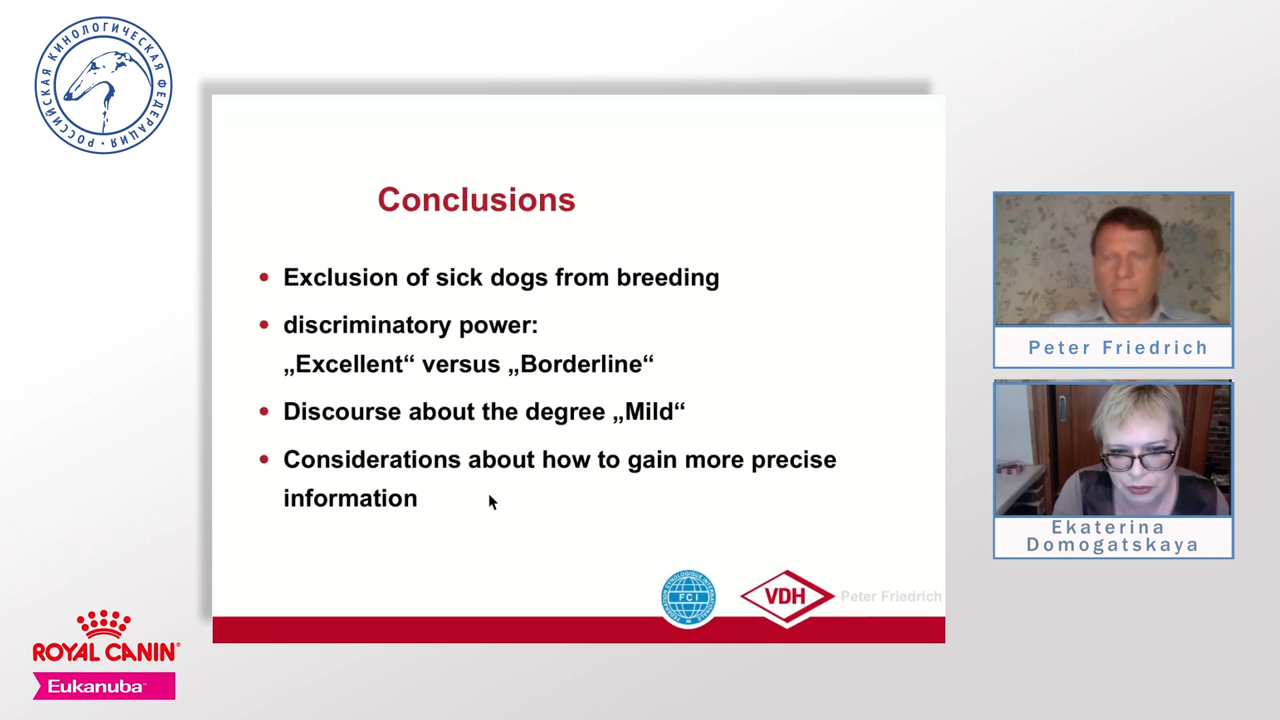 РОССИЙСКАЯ КИНОЛОГИЧЕСКАЯ ФЕДЕРАЦИЯ
Conclusions
• Exclusion of sick dogs from breeding
• discriminatory power:
„Excellent“ versus „Borderline“
• Discourse about the degree „Mild“
• Considerations about how to gain more precise
information
FCI
VDH
Peter Friedrich
Peter Friedrich
Ekaterina
Domogatskaya
ROYAL CANIN
Eukanuba